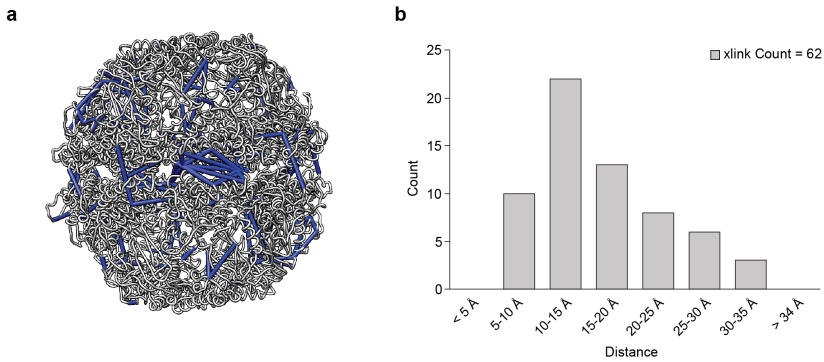 a
b
25
20
15
10
5
0
Count
xlink Count = 62
< 5 Å
5-10 Å
10-15 Å
15-20 Å
20-25 Å
25-30 Å
30-35 Å
> 34 Å
Distance